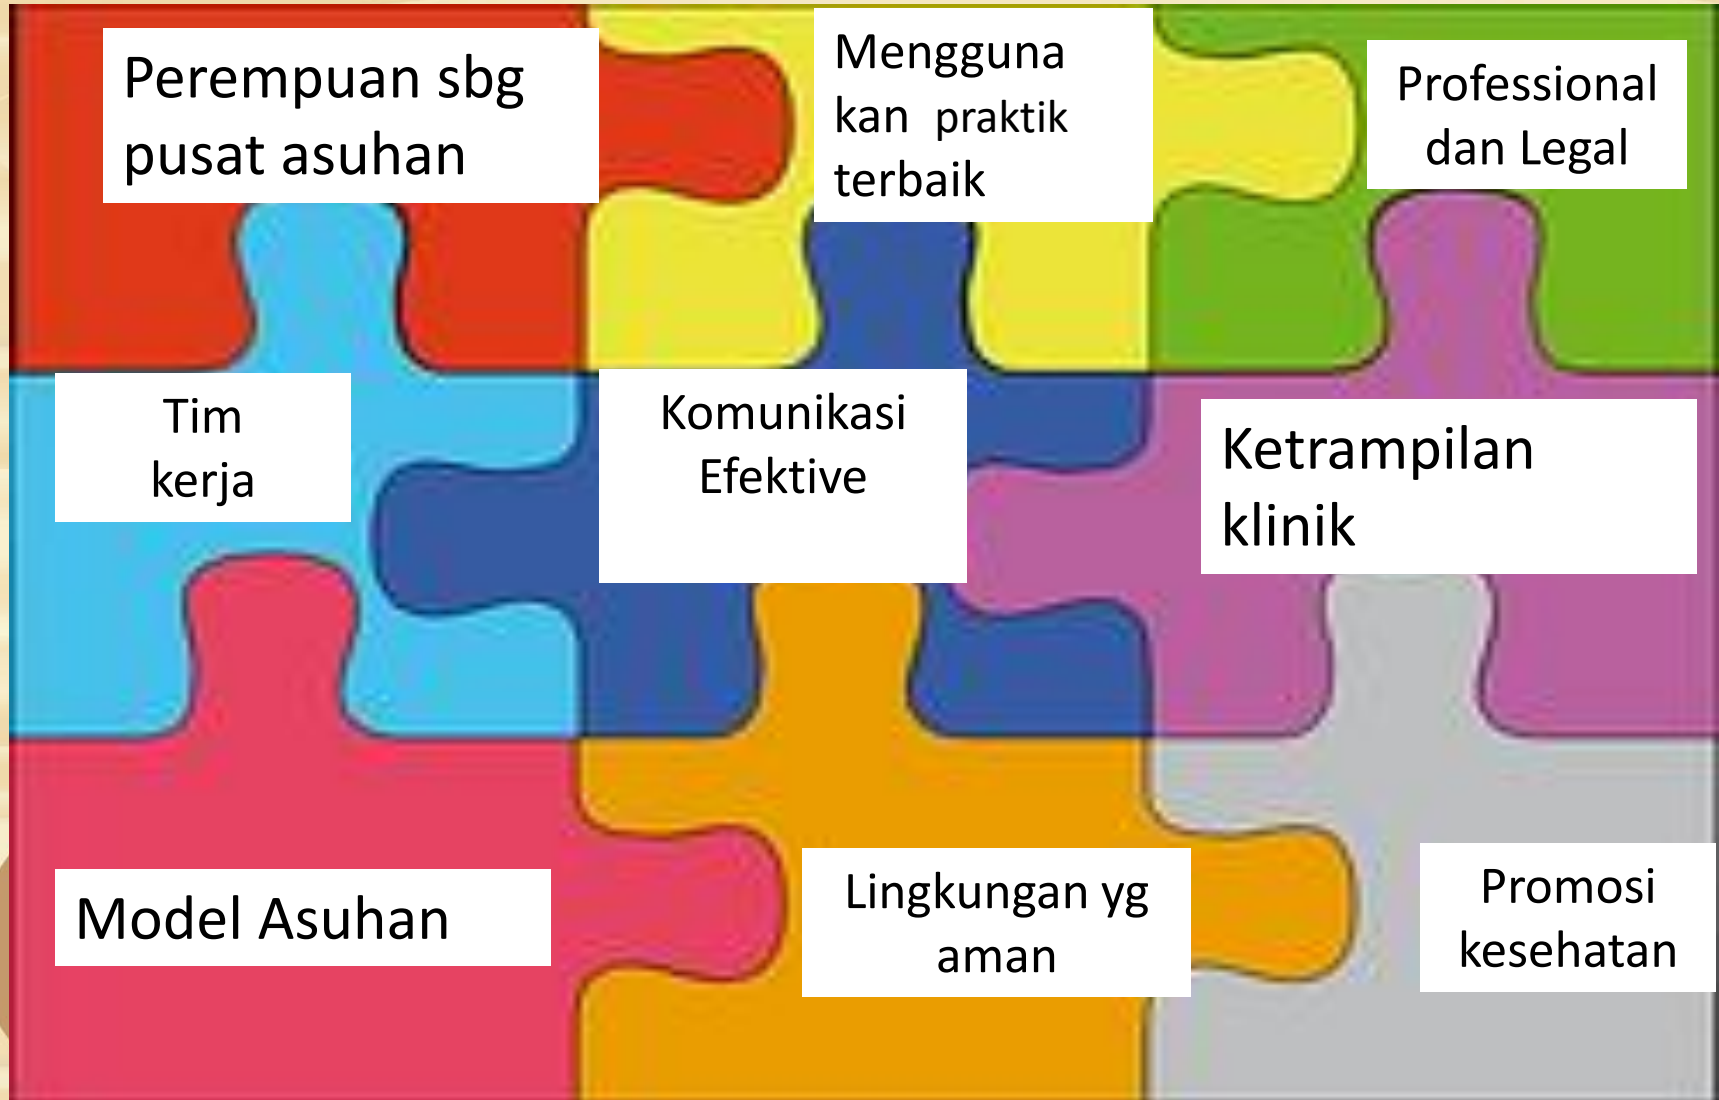 Perempuan sbg
pusat asuhan
Mengguna
kan praktik
terbaik
Professional
dan Legal
Tim
kerja
Komunikasi
Efektive
Ketrampilan
klinik
Model Asuhan
Lingkungan yg
aman
Promosi
kesehatan